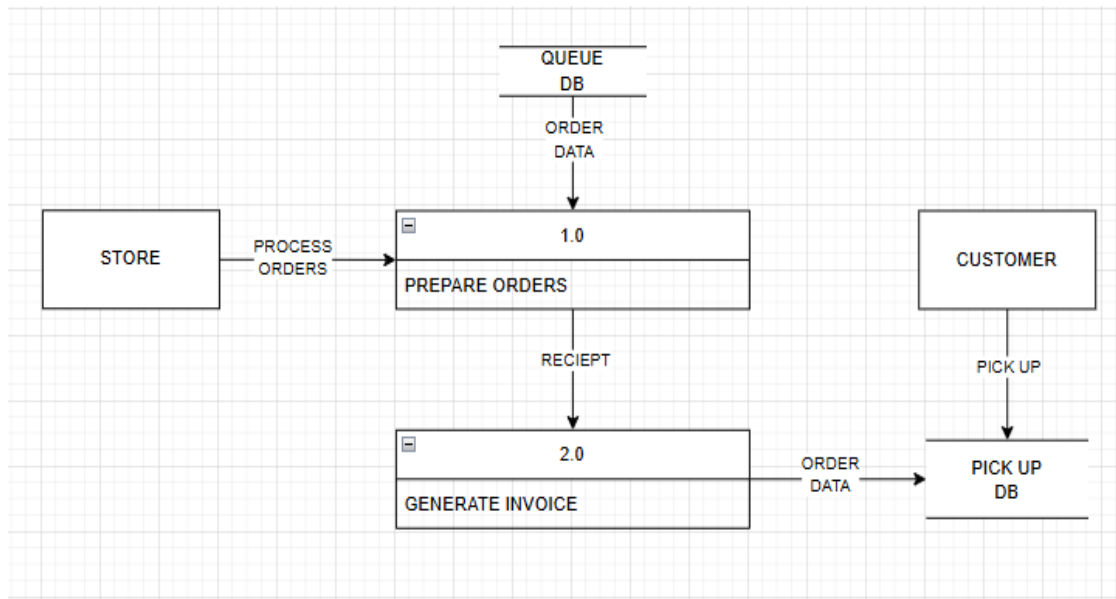 QUEUE
DB
ORDER
DATA
STORE
PROCESS
ORDERS
1.0
PREPARE ORDERS
CUSTOMER
RECIEPT
PICK UP
2.0
GENERATE INVOICE
ORDER
DATA
PICK UP
DB